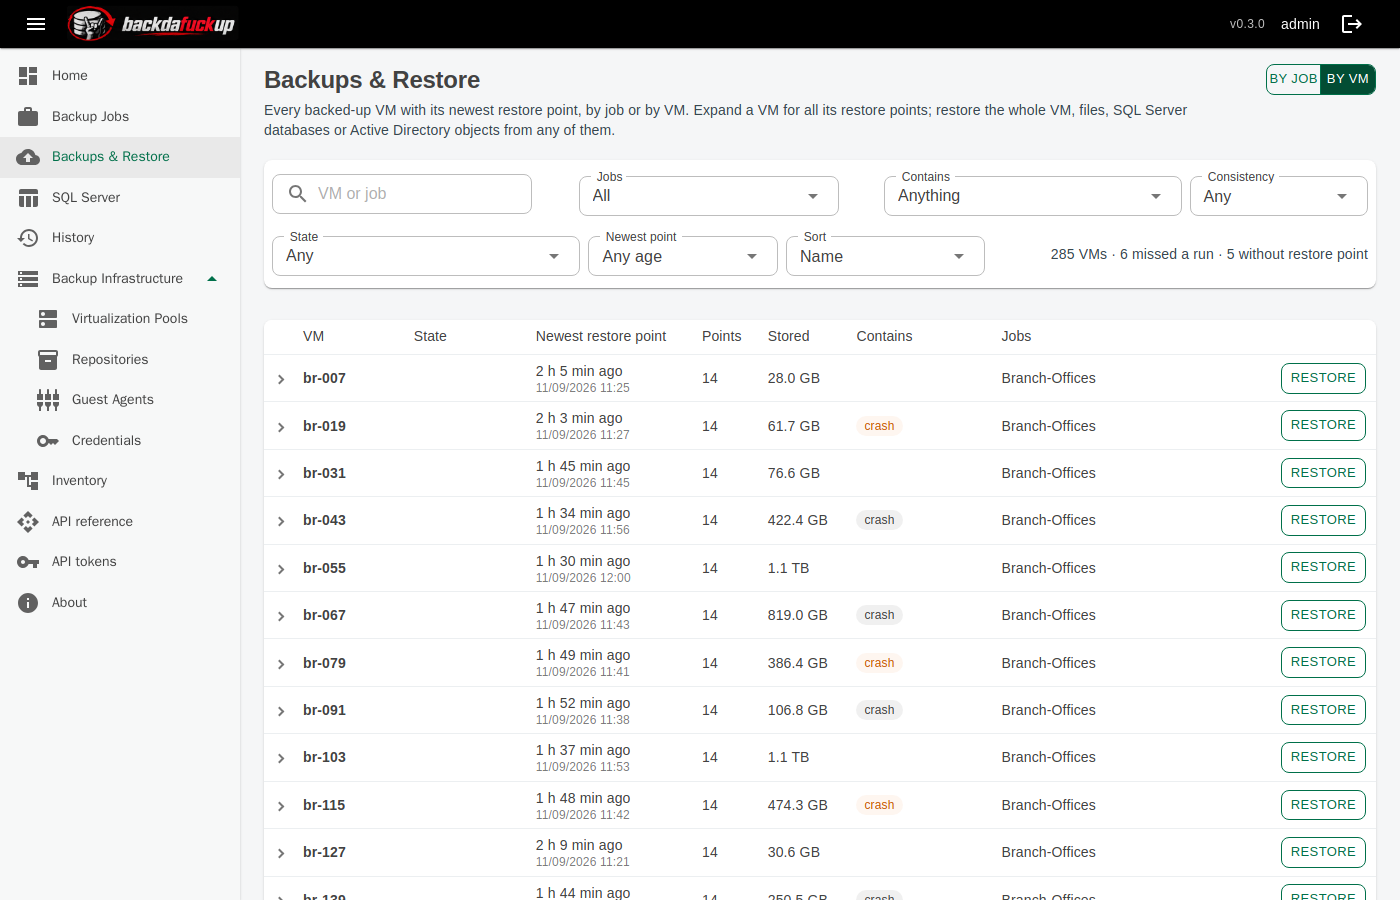 backdafuckup
v0.3.0 admin
Home
Backup Jobs
Backups & Restore
SQL Server
History
Backup Infrastructure
Virtualization Pools
Repositories
Guest Agents
Credentials
Inventory
API reference
API tokens
About
Backups & Restore
BY JOB BY VM
Every backed-up VM with its newest restore point, by job or by VM. Expand a VM for all its restore points; restore the whole VM, files, SQL Server
databases or Active Directory objects from any of them.
VM or job
Jobs
All
Contains
Anything
Consistency
Any
State
Any
Newest point
Any age
Sort
Name
285 VMs · 6 missed a run · 5 without restore point
VM State Newest restore point Points Stored Contains Jobs
br-007 2 h 5 min ago 14 28.0 GB Branch-Offices RESTORE
11/09/2026 11:25
br-019 2 h 3 min ago 14 61.7 GB crash Branch-Offices RESTORE
11/09/2026 11:27
br-031 1 h 45 min ago 14 76.6 GB Branch-Offices RESTORE
11/09/2026 11:45
br-043 1 h 34 min ago 14 422.4 GB crash Branch-Offices RESTORE
11/09/2026 11:56
br-055 1 h 30 min ago 14 1.1 TB Branch-Offices RESTORE
11/09/2026 12:00
br-067 1 h 47 min ago 14 819.0 GB crash Branch-Offices RESTORE
11/09/2026 11:43
br-079 1 h 49 min ago 14 386.4 GB crash Branch-Offices RESTORE
11/09/2026 11:41
br-091 1 h 52 min ago 14 106.8 GB crash Branch-Offices RESTORE
11/09/2026 11:38
br-103 1 h 37 min ago 14 1.1 TB Branch-Offices RESTORE
11/09/2026 11:53
br-115 1 h 48 min ago 14 474.3 GB crash Branch-Offices RESTORE
11/09/2026 11:42
br-127 2 h 9 min ago 14 30.6 GB Branch-Offices RESTORE
11/09/2026 11:21
br-139 1 h 44 min ago 14 250.5 GB crash Branch-Offices RESTORE